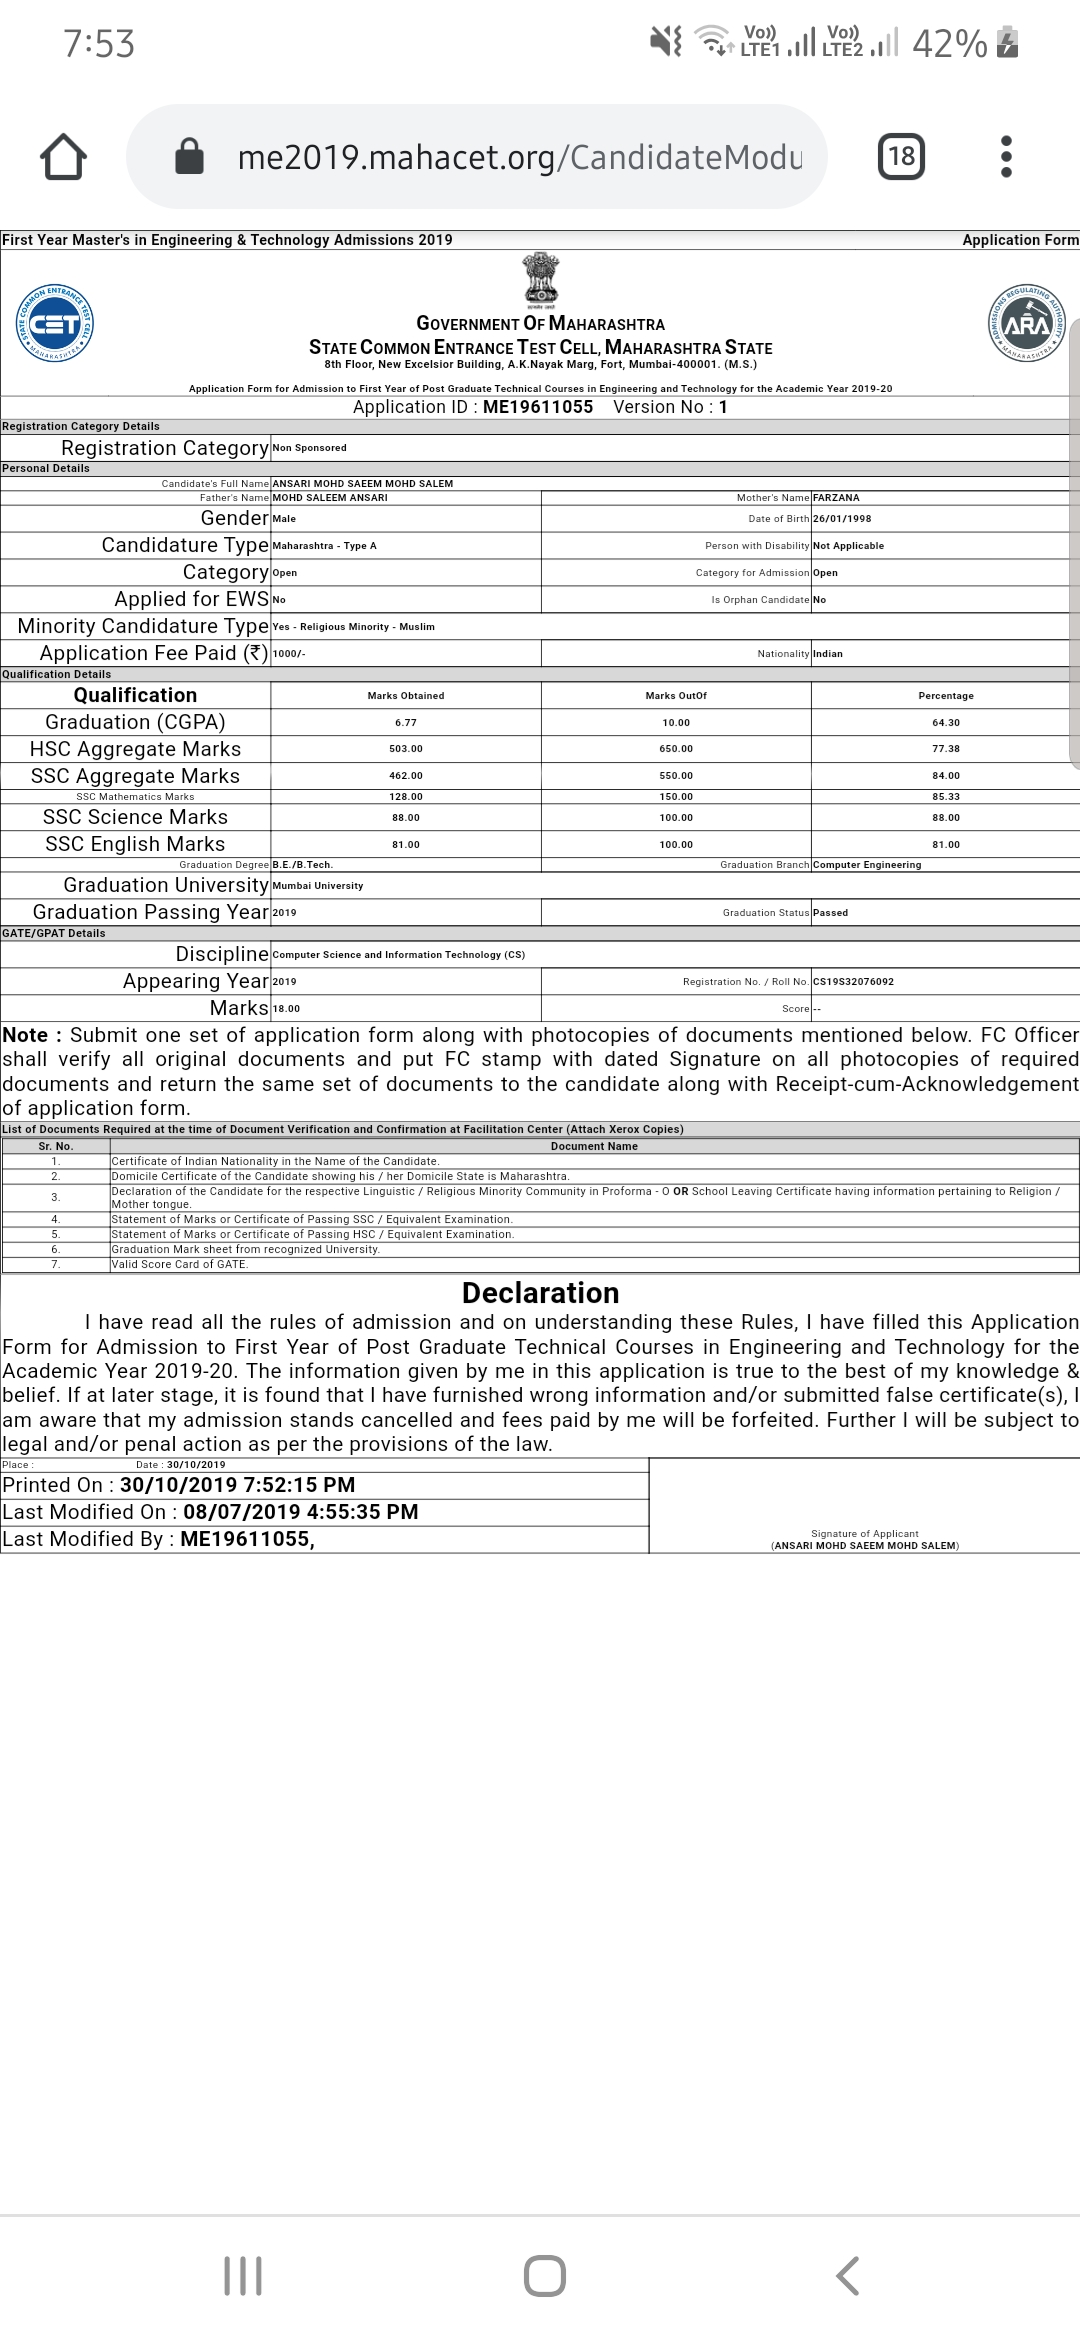 7:53
Vo)) LTE1 Vo)) LTE2 42%
me2019.mahacet.org/CandidateModu
18
First Year Master's in Engineering & Technology Admissions 2019 Application Form
STATE COMMON ENTRANCE TEST CELL
CET
MAHARASHTRA
ADMISSIONS REGULATING AUTHORITY
ARA
MAHARASHTRA
GOVERNMENT OF MAHARASHTRA
STATE COMMON ENTRANCE TEST CELL, MAHARASHTRA STATE
8th Floor, New Excelsior Building, A.K.Nayak Marg, Fort, Mumbai-400001. (M.S.)
Application Form for Admission to First Year of Post Graduate Technical Courses in Engineering and Technology for the Academic Year 2019-20
Application ID : ME19611055 Version No : 1
Registration Category Details
Registration Category Non Sponsored
Personal Details
Candidate's Full Name ANSARI MOHD SAEEM MOHD SALEM
Father's Name MOHD SALEEM ANSARI Mother's Name FARZANA
Gender Male Date of Birth 26/01/1998
Candidature Type Maharashtra - Type A Person with Disability Not Applicable
Category Open Category for Admission Open
Applied for EWS No Is Orphan Candidate No
Minority Candidature Type Yes - Religious Minority - Muslim
Application Fee Paid (₹) 1000/- Nationality Indian
Qualification Details
Qualification Marks Obtained Marks OutOf Percentage
Graduation (CGPA) 6.77 10.00 64.30
HSC Aggregate Marks 503.00 650.00 77.38
SSC Aggregate Marks 462.00 550.00 84.00
SSC Mathematics Marks 128.00 150.00 85.33
SSC Science Marks 88.00 100.00 88.00
SSC English Marks 81.00 100.00 81.00
Graduation Degree B.E./B.Tech. Graduation Branch Computer Engineering
Graduation University Mumbai University
Graduation Passing Year 2019 Graduation Status Passed
GATE/GPAT Details
Discipline Computer Science and Information Technology (CS)
Appearing Year 2019 Registration No. / Roll No. CS19S32076092
Marks 18.00 Score --
Note : Submit one set of application form along with photocopies of documents mentioned below. FC Officer
shall verify all original documents and put FC stamp with dated Signature on all photocopies of required
documents and return the same set of documents to the candidate along with Receipt-cum-Acknowledgement
of application form.
List of Documents Required at the time of Document Verification and Confirmation at Facilitation Center (Attach Xerox Copies)
Sr. No. Document Name
1. Certificate of Indian Nationality in the Name of the Candidate.
2. Domicile Certificate of the Candidate showing his / her Domicile State is Maharashtra.
3. Declaration of the Candidate for the respective Linguistic / Religious Minority Community in Proforma - O OR School Leaving Certificate having information pertaining to Religion /
Mother tongue.
4. Statement of Marks or Certificate of Passing SSC / Equivalent Examination.
5. Statement of Marks or Certificate of Passing HSC / Equivalent Examination.
6. Graduation Mark sheet from recognized University.
7. Valid Score Card of GATE.
Declaration
I have read all the rules of admission and on understanding these Rules, I have filled this Application
Form for Admission to First Year of Post Graduate Technical Courses in Engineering and Technology for the
Academic Year 2019-20. The information given by me in this application is true to the best of my knowledge &
belief. If at later stage, it is found that I have furnished wrong information and/or submitted false certificate(s), I
am aware that my admission stands cancelled and fees paid by me will be forfeited. Further I will be subject to
legal and/or penal action as per the provisions of the law.
Place : Date : 30/10/2019
Printed On : 30/10/2019 7:52:15 PM
Last Modified On : 08/07/2019 4:55:35 PM
Last Modified By : ME19611055,
Signature of Applicant
(ANSARI MOHD SAEEM MOHD SALEM)